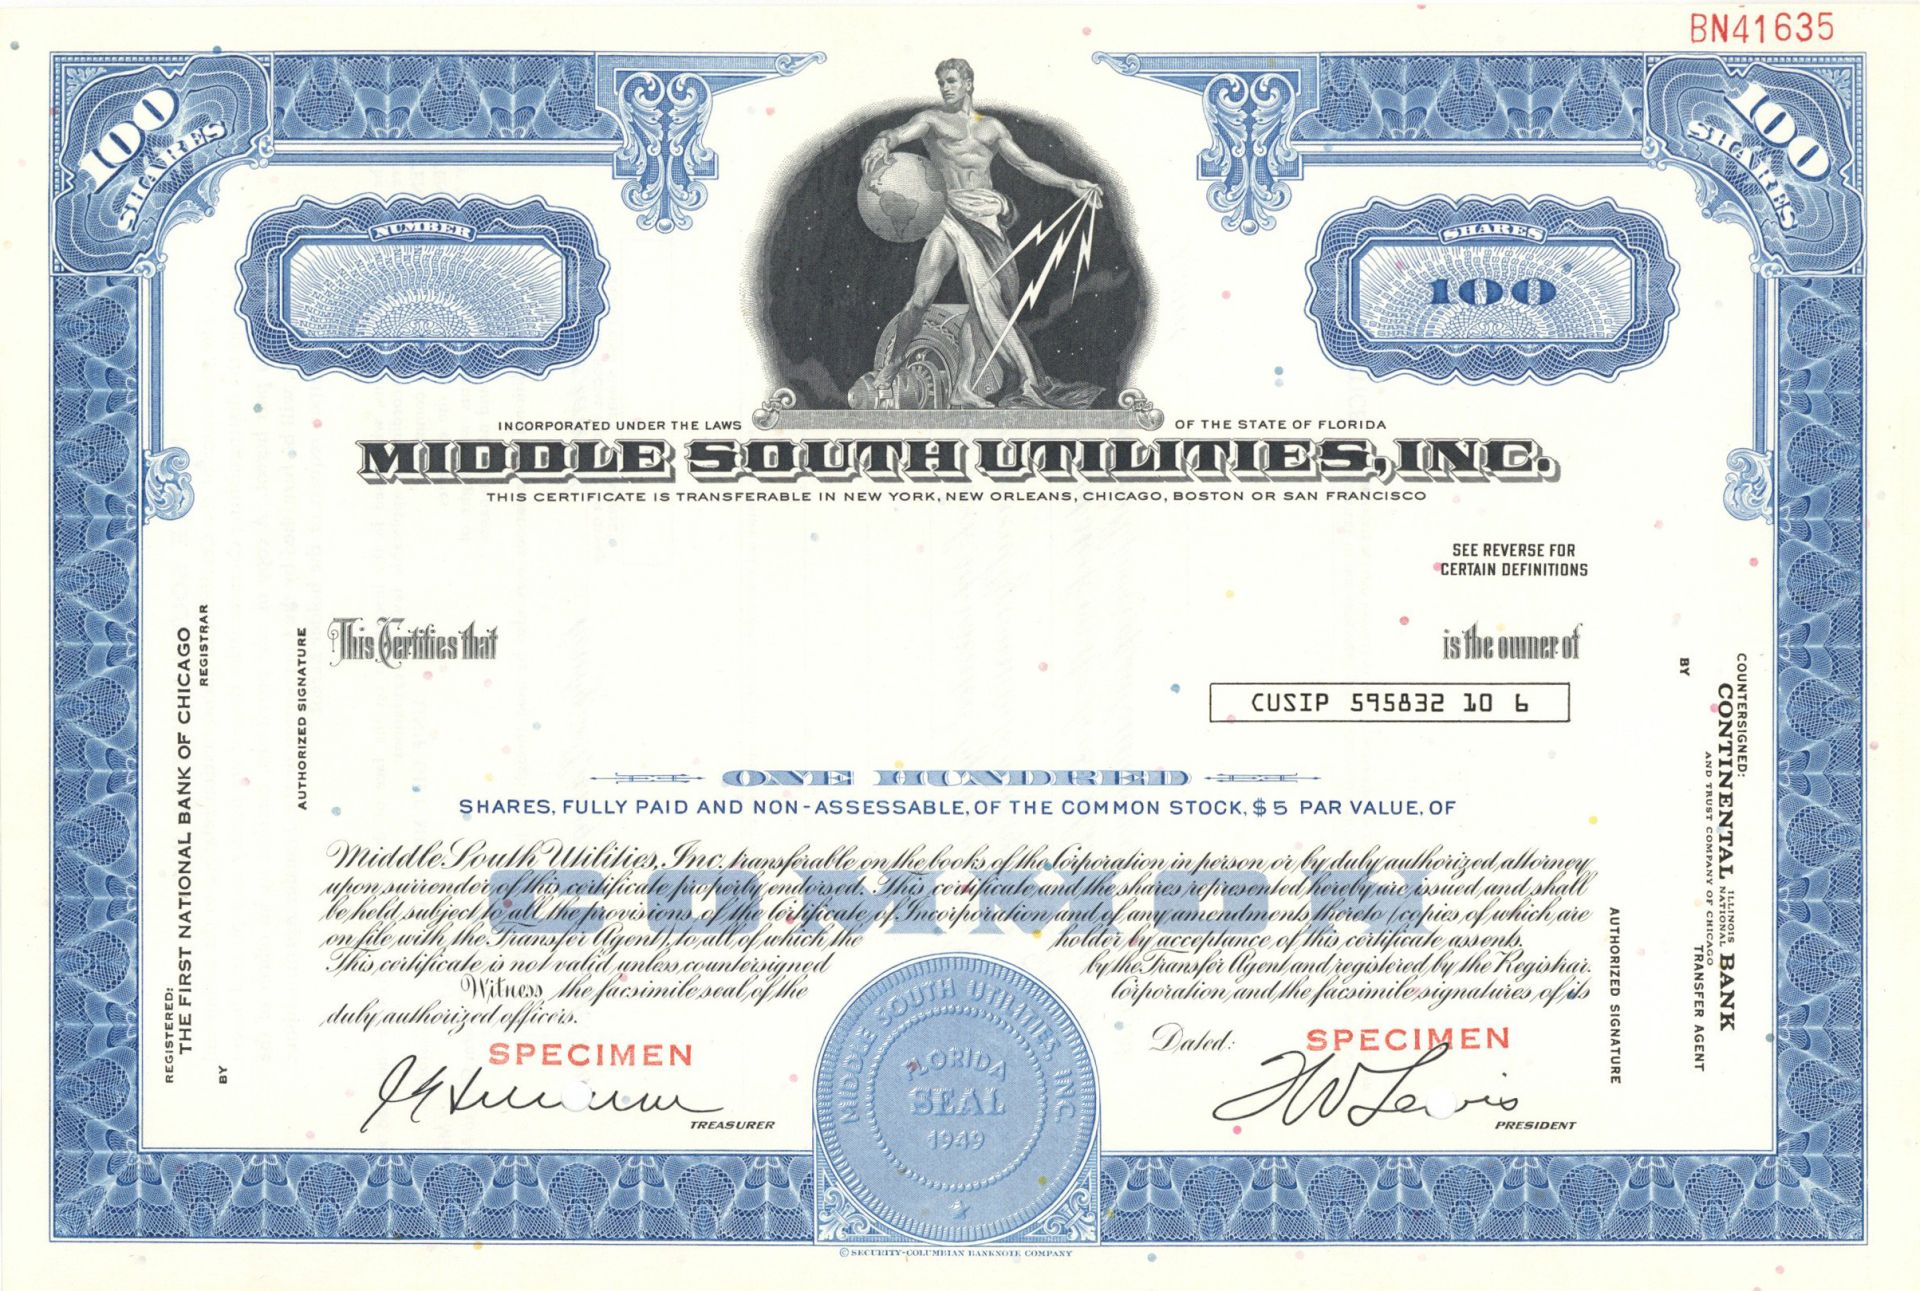 BN41635
100
SHARES
100
SHARES
NUMBER
SHARES
100
INCORPORATED UNDER THE LAWS OF THE STATE OF FLORIDA
MIDDLE SOUTH UTILITIES, INC.
THIS CERTIFICATE IS TRANSFERABLE IN NEW YORK, NEW ORLEANS, CHICAGO, BOSTON OR SAN FRANCISCO
SEE REVERSE FOR
CERTAIN DEFINITIONS
This Certifies that
is the owner of
CUSIP 595832 10 6
ONE HUNDRED
SHARES, FULLY PAID AND NON-ASSESSABLE, OF THE COMMON STOCK, $5 PAR VALUE, OF
COMMON
Middle South Utilities, Inc. transferable on the books of the Corporation in person or by duly authorized attorney
upon surrender of this certificate properly endorsed. This certificate and the shares represented hereby are issued and shall
be held subject to all the provisions of the Certificate of Incorporation and of any amendments thereto (copies of which are
on file with the Transfer Agent), to all of which the holder by acceptance of this certificate assents.
This certificate is not valid unless countersigned by the Transfer Agent and registered by the Registrar.
Witness the facsimile seal of the Corporation and the facsimile signatures of its
duly authorized officers.
Dated:
SPECIMEN
SPECIMEN
TREASURER
F W Lewis
PRESIDENT
MIDDLE SOUTH UTILITIES, INC.
FLORIDA
SEAL
1949
REGISTERED:
THE FIRST NATIONAL BANK OF CHICAGO
REGISTRAR
BY
AUTHORIZED SIGNATURE
COUNTERSIGNED:
CONTINENTAL ILLINOIS NATIONAL BANK
AND TRUST COMPANY OF CHICAGO
TRANSFER AGENT
BY
AUTHORIZED SIGNATURE
© SECURITY-COLUMBIAN BANKNOTE COMPANY